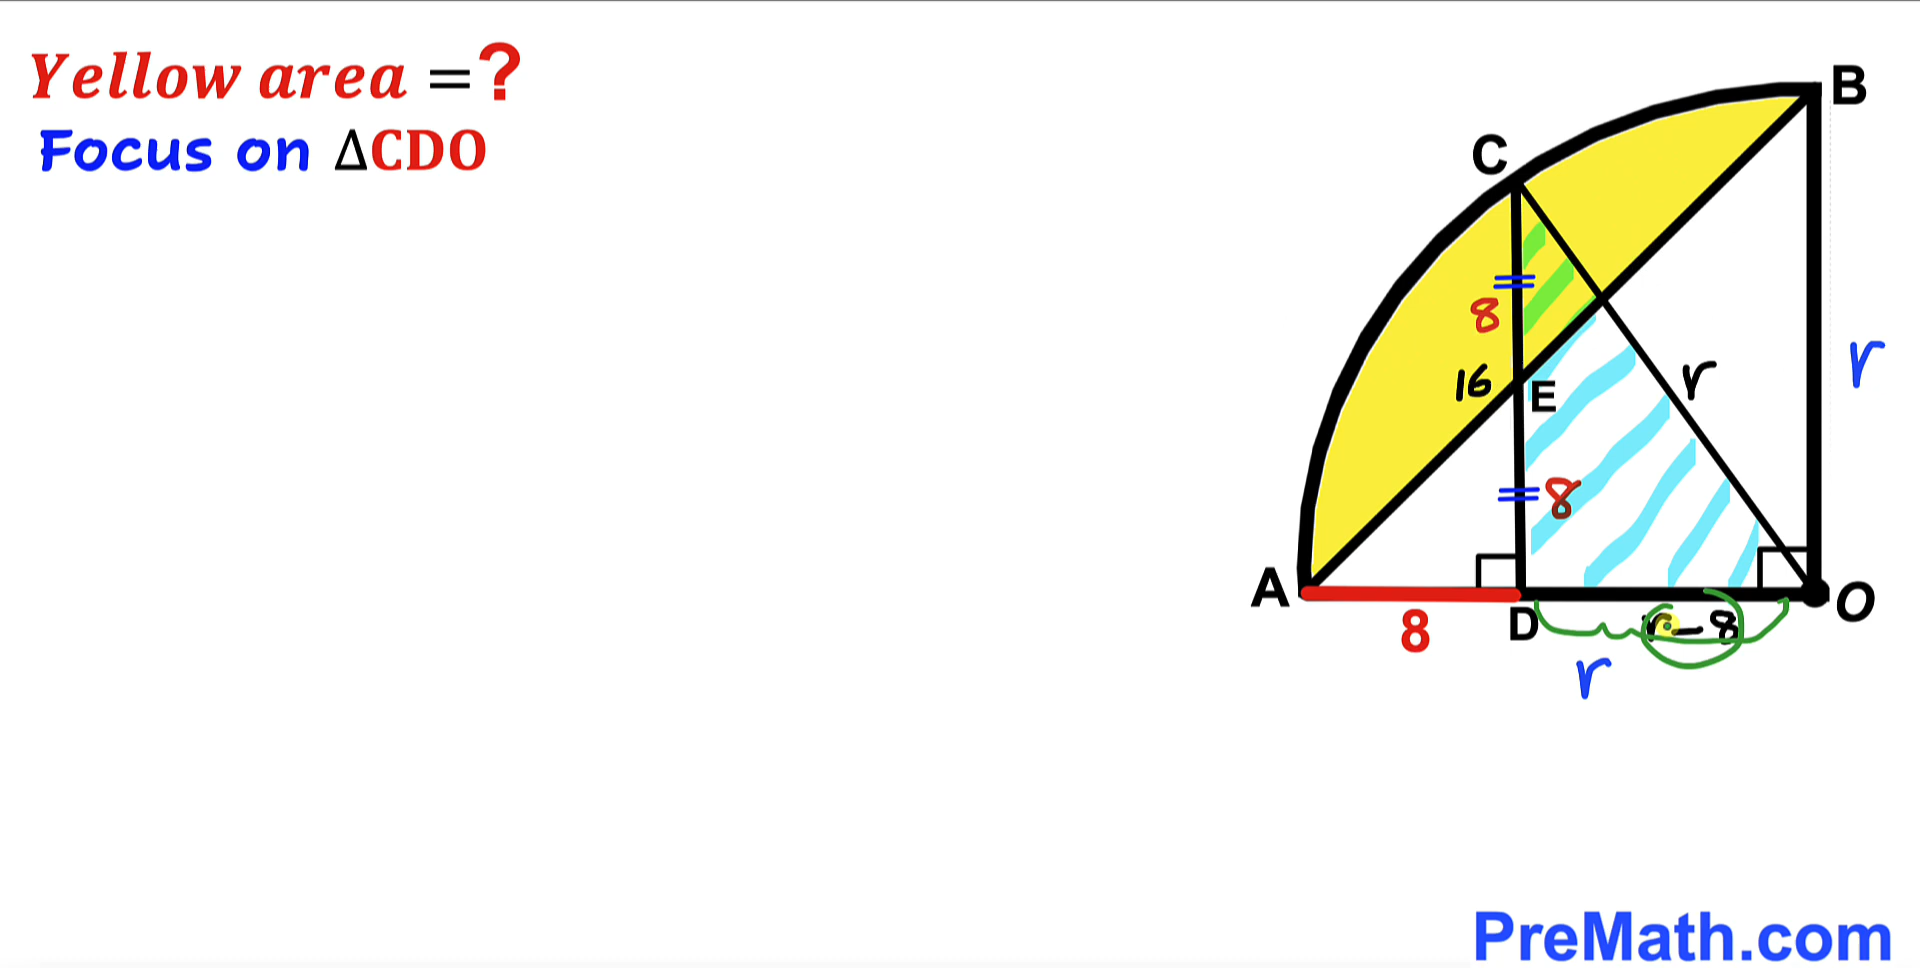 Yellow area = ?
Focus on ΔCDO
B
C
8
r
r
16
E
8
A
O
8
D
r-8
r
PreMath.com